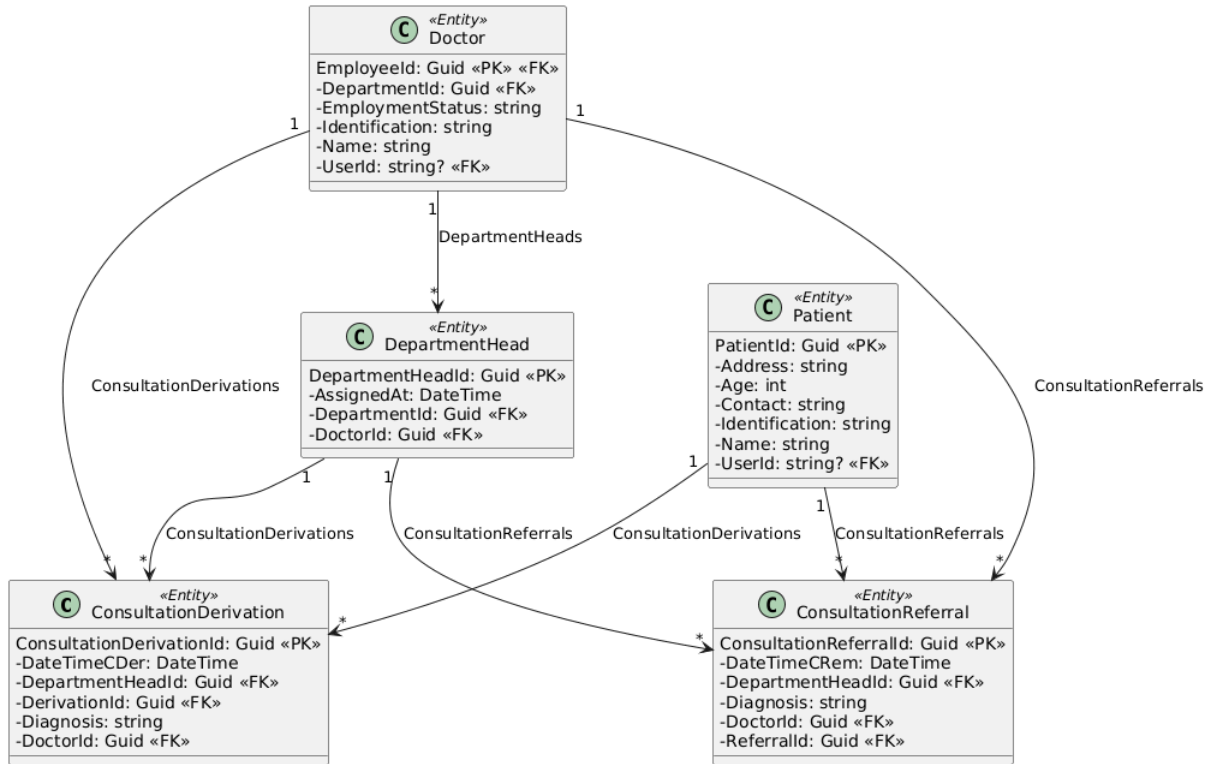 «Entity»
C Doctor
EmployeeId: Guid «PK» «FK»
-DepartmentId: Guid «FK»
-EmploymentStatus: string
-Identification: string
-Name: string
-UserId: string? «FK»
1
1
1
DepartmentHeads
*
«Entity»
C DepartmentHead
DepartmentHeadId: Guid «PK»
-AssignedAt: DateTime
-DepartmentId: Guid «FK»
-DoctorId: Guid «FK»
«Entity»
C Patient
PatientId: Guid «PK»
-Address: string
-Age: int
-Contact: string
-Identification: string
-Name: string
-UserId: string? «FK»
ConsultationDerivations
ConsultationReferrals
1
1
1
1
ConsultationDerivations
ConsultationReferrals
ConsultationDerivations
ConsultationReferrals
*
*
*
*
*
*
«Entity»
C ConsultationDerivation
ConsultationDerivationId: Guid «PK»
-DateTimeCDer: DateTime
-DepartmentHeadId: Guid «FK»
-DerivationId: Guid «FK»
-Diagnosis: string
-DoctorId: Guid «FK»
«Entity»
C ConsultationReferral
ConsultationReferralId: Guid «PK»
-DateTimeCRem: DateTime
-DepartmentHeadId: Guid «FK»
-Diagnosis: string
-DoctorId: Guid «FK»
-ReferralId: Guid «FK»